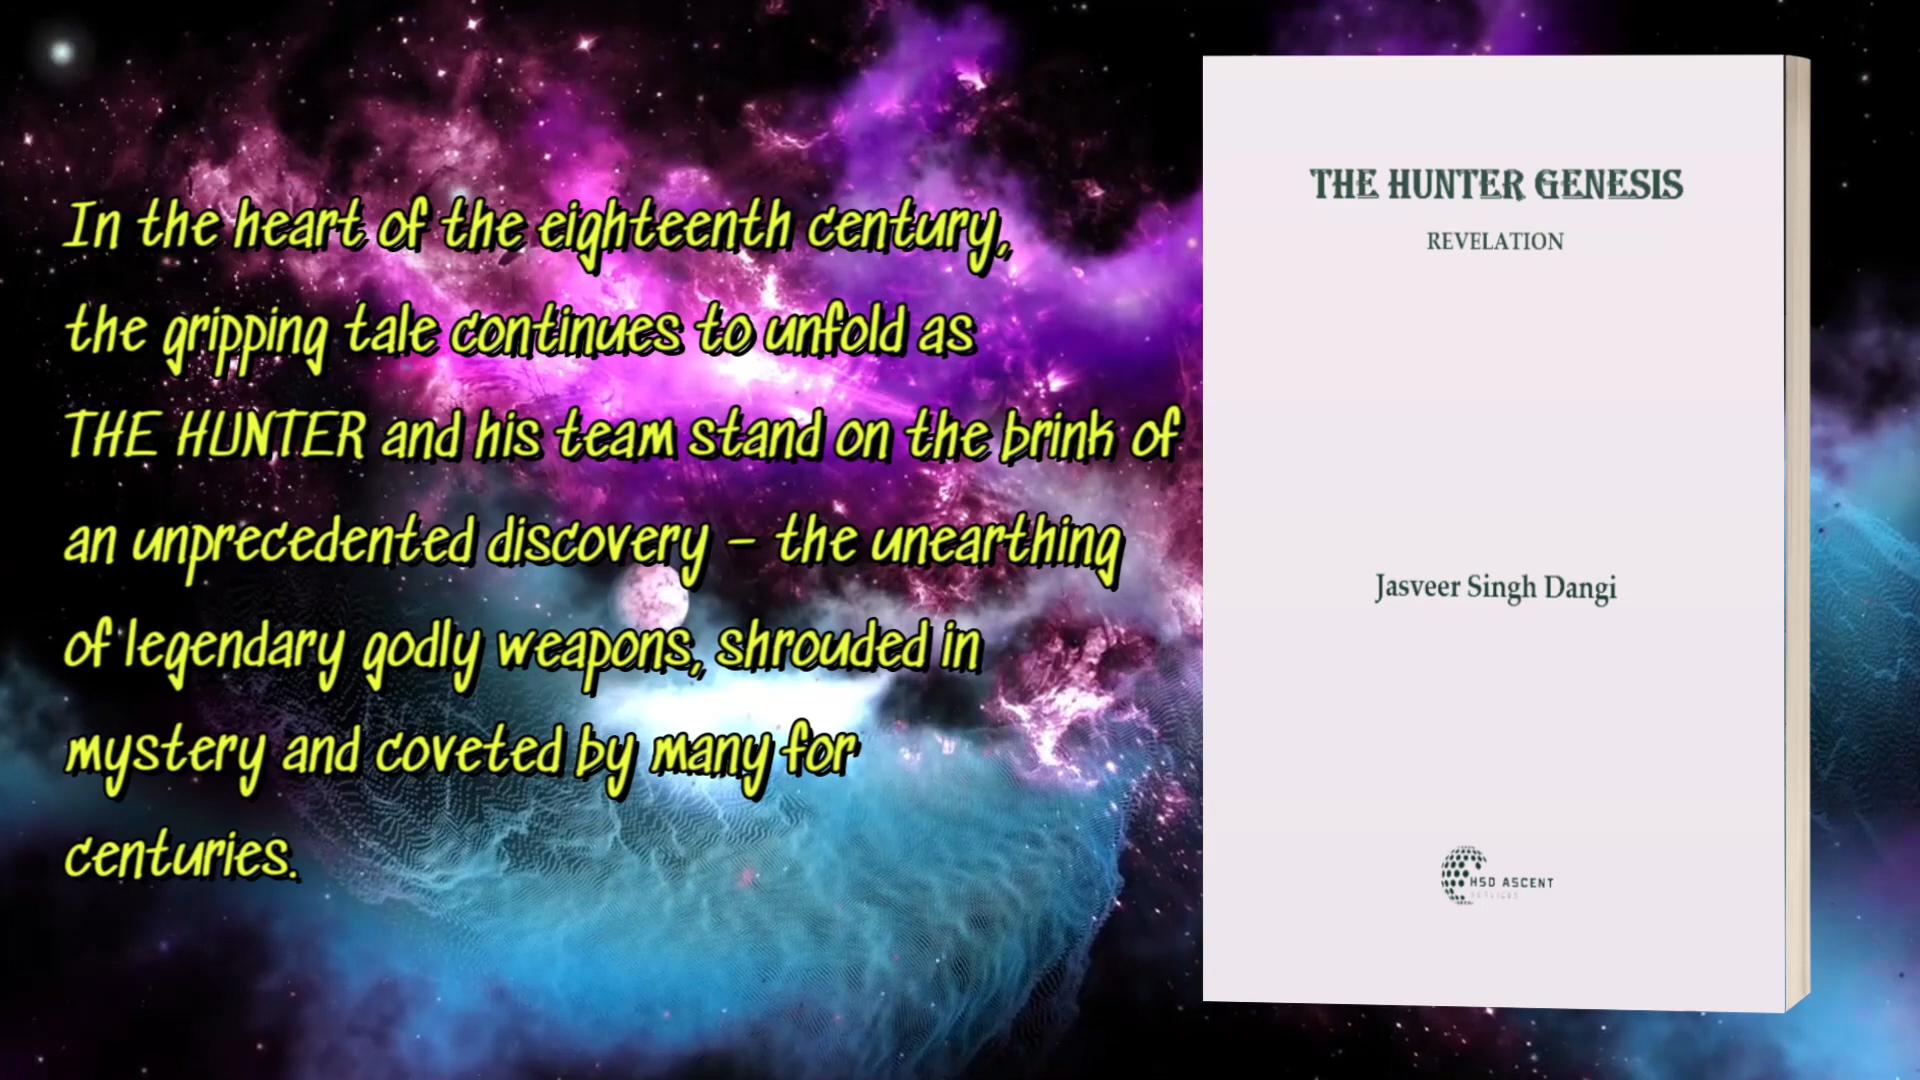 In the heart of the eighteenth century,
the gripping tale continues to unfold as
THE HUNTER and his team stand on the brink of
an unprecedented discovery – the unearthing
of legendary godly weapons, shrouded in
mystery and coveted by many for
centuries.
THE HUNTER GENESIS
REVELATION
Jasveer Singh Dangi
HSD ASCENT
SERVICES